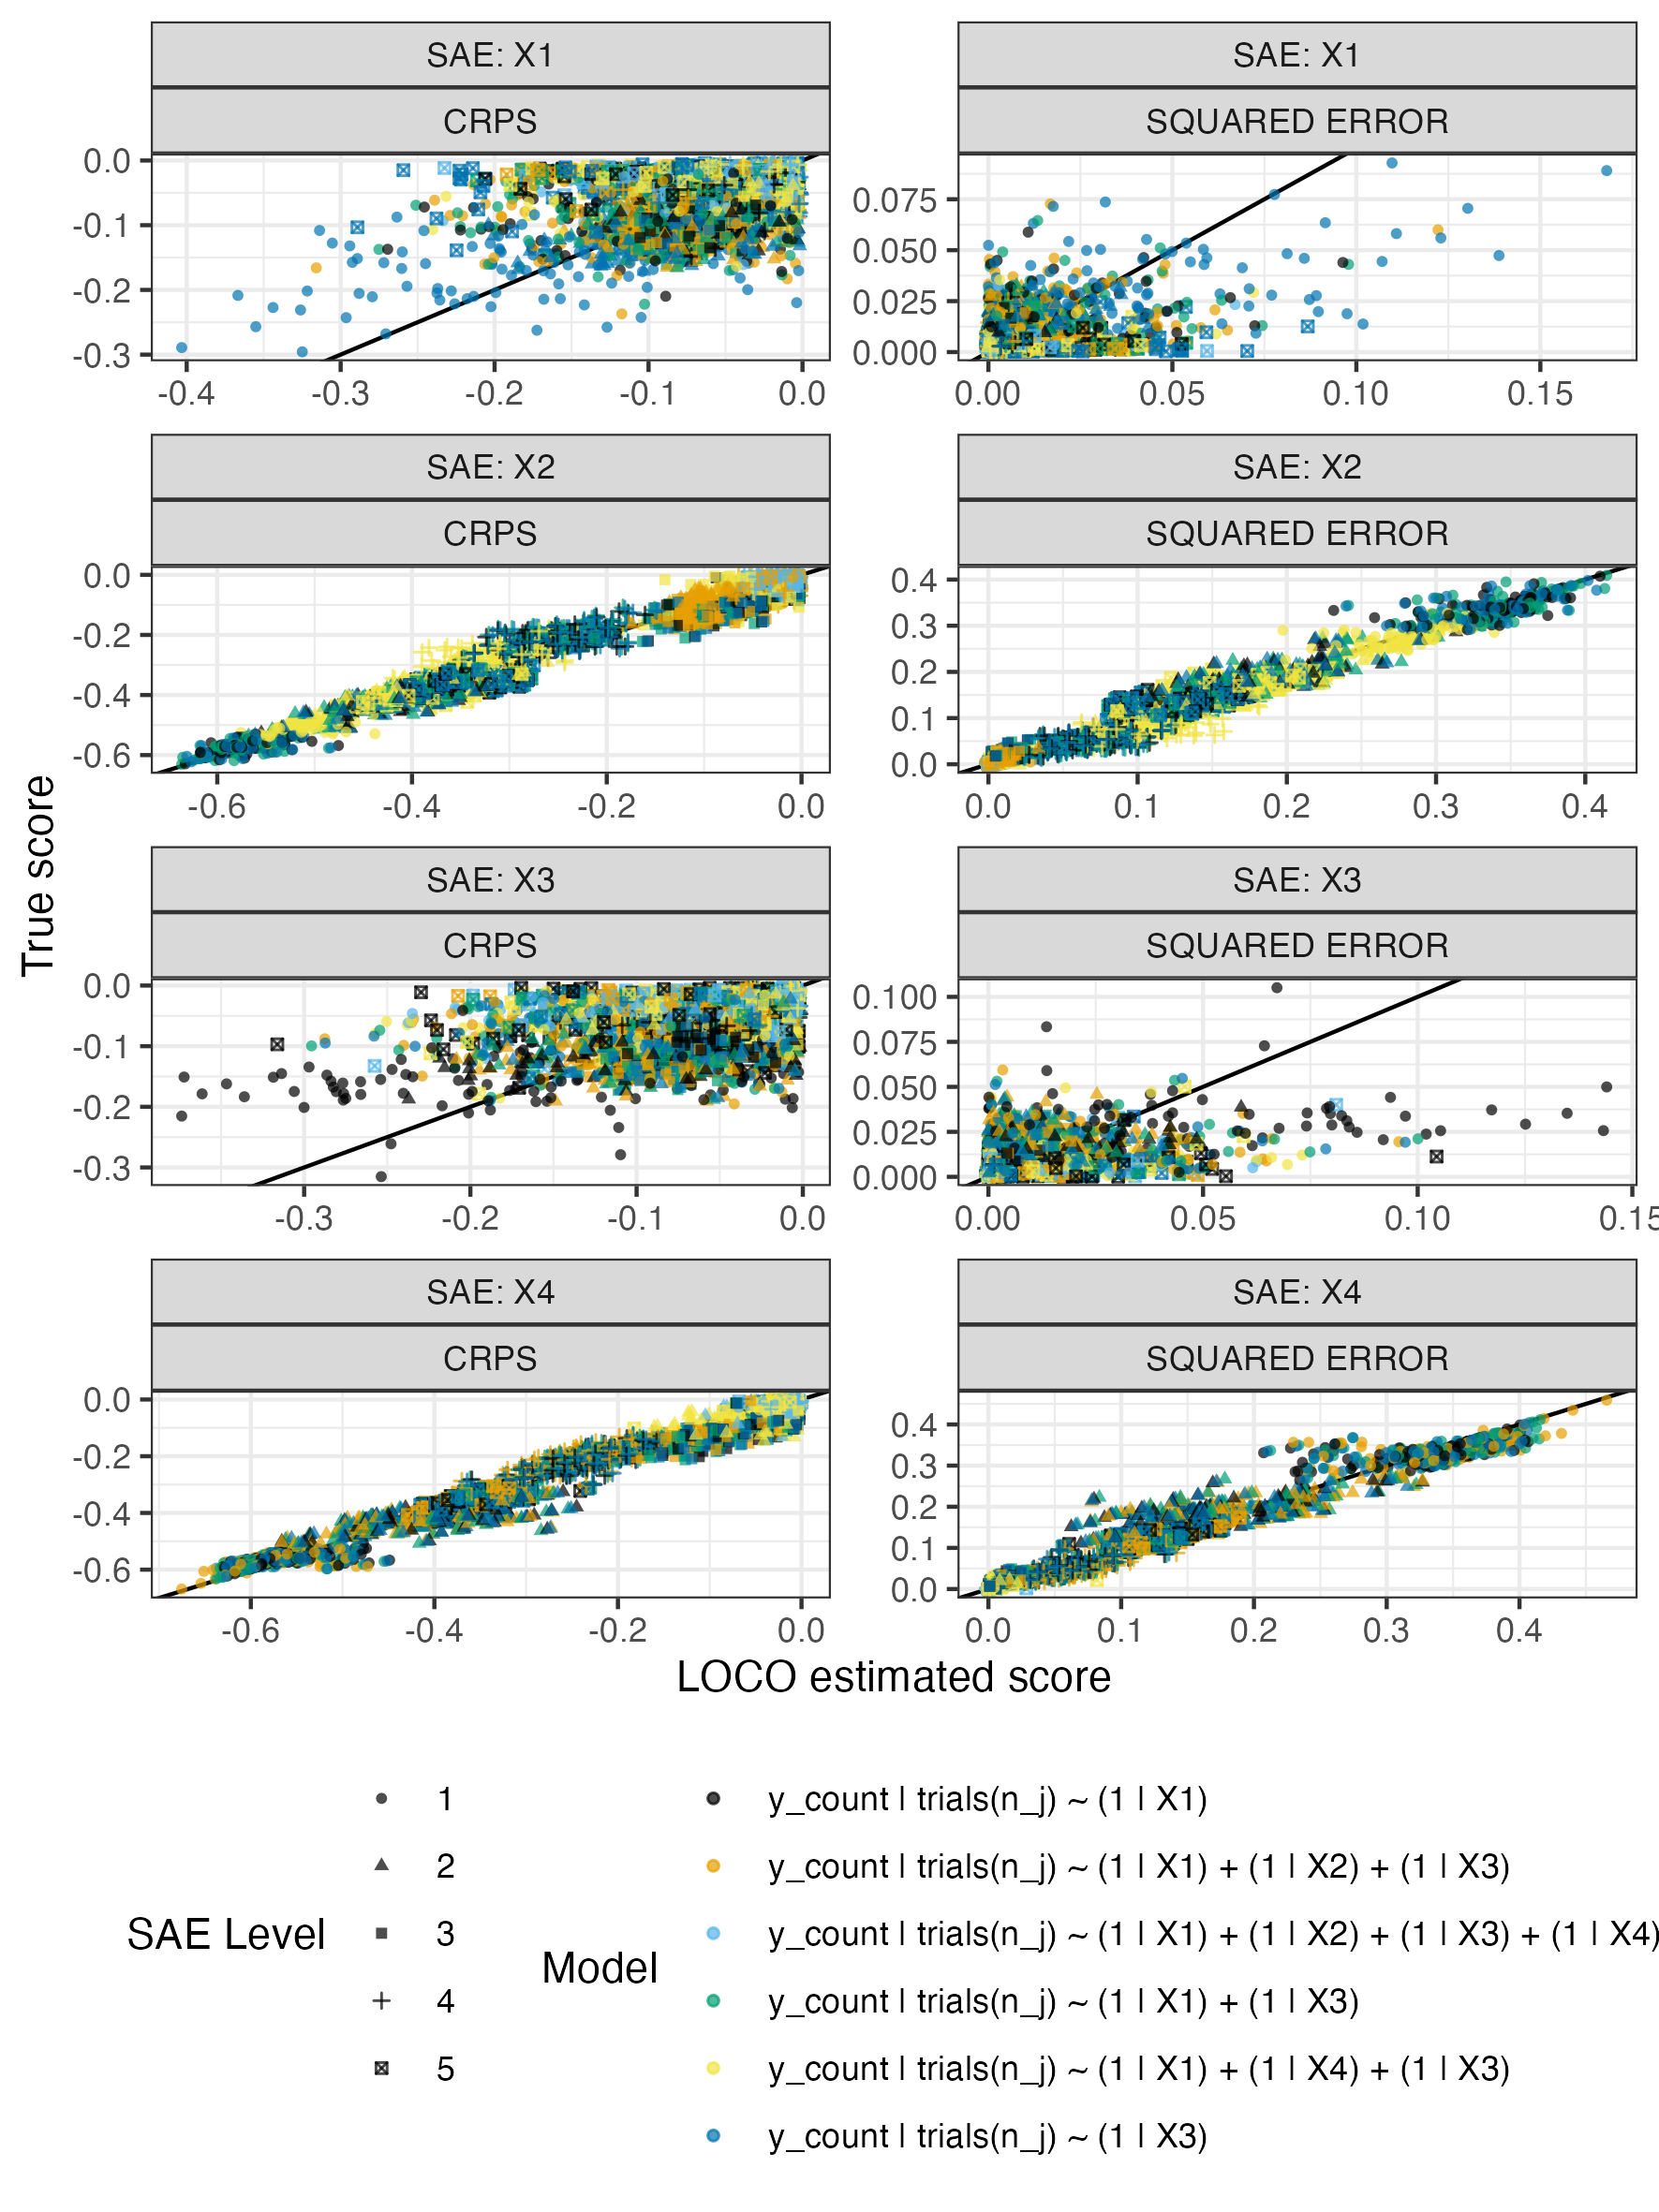 SAE: X1
SAE: X1
CRPS
SQUARED ERROR
0.0
-0.1
-0.2
-0.3
0.075
0.050
0.025
0.000
-0.4 -0.3 -0.2 -0.1 0.0
0.00 0.05 0.10 0.15
SAE: X2
SAE: X2
CRPS
SQUARED ERROR
0.0
-0.2
-0.4
-0.6
0.4
0.3
0.2
0.1
0.0
-0.6 -0.4 -0.2 0.0
0.0 0.1 0.2 0.3 0.4
True score
SAE: X3
SAE: X3
CRPS
SQUARED ERROR
0.0
-0.1
-0.2
-0.3
0.100
0.075
0.050
0.025
0.000
-0.3 -0.2 -0.1 0.0
0.00 0.05 0.10 0.15
SAE: X4
SAE: X4
CRPS
SQUARED ERROR
0.0
-0.2
-0.4
-0.6
0.4
0.3
0.2
0.1
0.0
-0.6 -0.4 -0.2 0.0
0.0 0.1 0.2 0.3 0.4
LOCO estimated score
SAE Level
1
2
3
4
5
Model
y_count | trials(n_j) ~ (1 | X1)
y_count | trials(n_j) ~ (1 | X1) + (1 | X2) + (1 | X3)
y_count | trials(n_j) ~ (1 | X1) + (1 | X2) + (1 | X3) + (1 | X4)
y_count | trials(n_j) ~ (1 | X1) + (1 | X3)
y_count | trials(n_j) ~ (1 | X1) + (1 | X4) + (1 | X3)
y_count | trials(n_j) ~ (1 | X3)